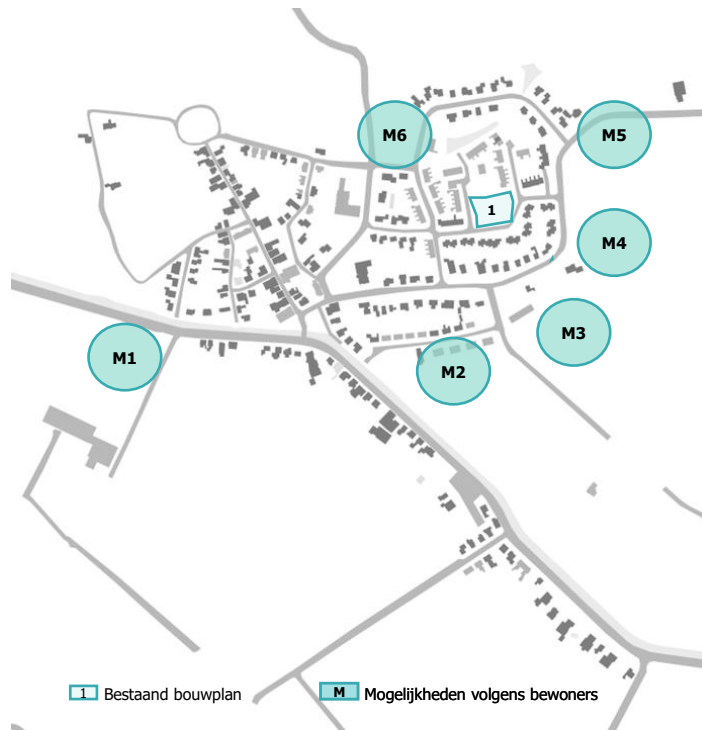 M6
M5
1
M4
M3
M1
M2
1 Bestaand bouwplan
M Mogelijkheden volgens bewoners